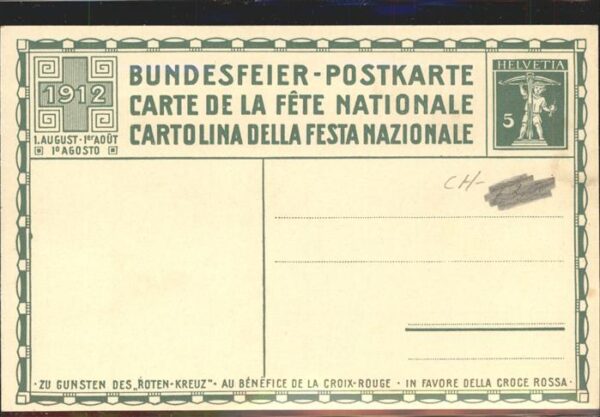 1912
1. AUGUST · 1ER AOÛT
1O AGOSTO
BUNDESFEIER-POSTKARTE
CARTE DE LA FÊTE NATIONALE
CARTOLINA DELLA FESTA NAZIONALE
HELVETIA
5
CH-
· ZU GUNSTEN DES „ROTEN-KREUZ" · AU BÉNÉFICE DE LA CROIX-ROUGE · IN FAVORE DELLA CROCE ROSSA ·